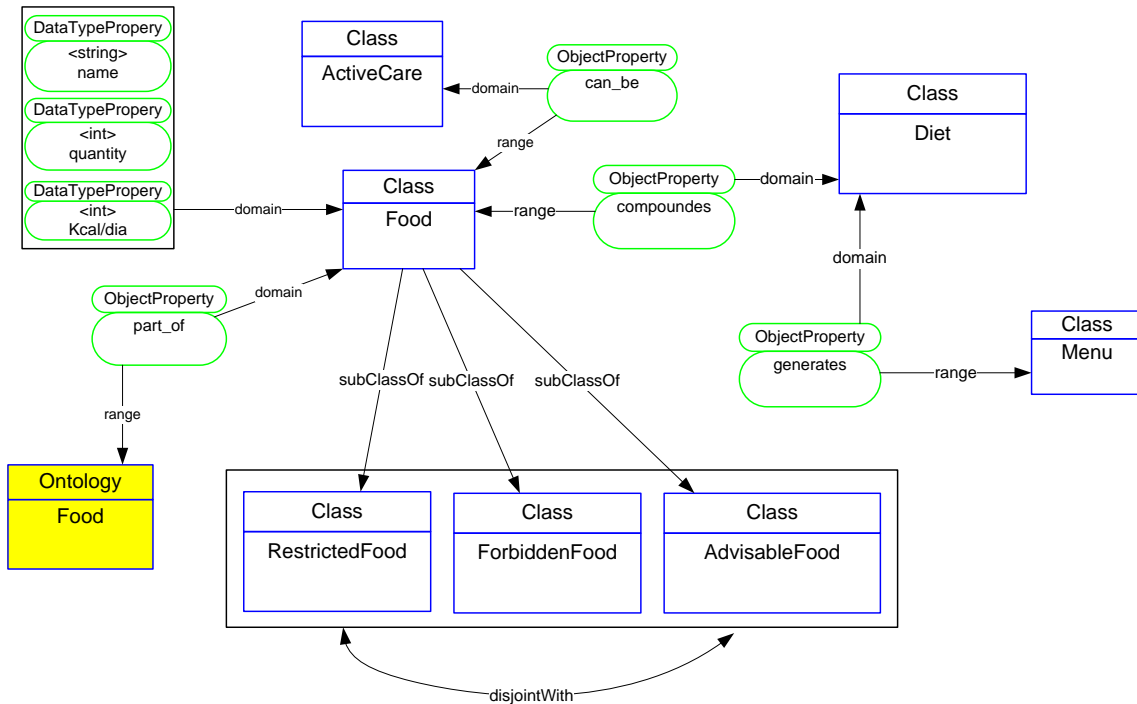 DataTypePropery
<string>
name
DataTypePropery
<int>
quantity
DataTypePropery
<int>
Kcal/dia
Class
ActiveCare
domain
ObjectProperty
can_be
range
Class
Diet
ObjectProperty
compoundes
domain
range
Class
Food
domain
domain
ObjectProperty
part_of
range
domain
ObjectProperty
generates
range
Class
Menu
subClassOf
subClassOf
subClassOf
Ontology
Food
Class
RestrictedFood
Class
ForbiddenFood
Class
AdvisableFood
disjointWith